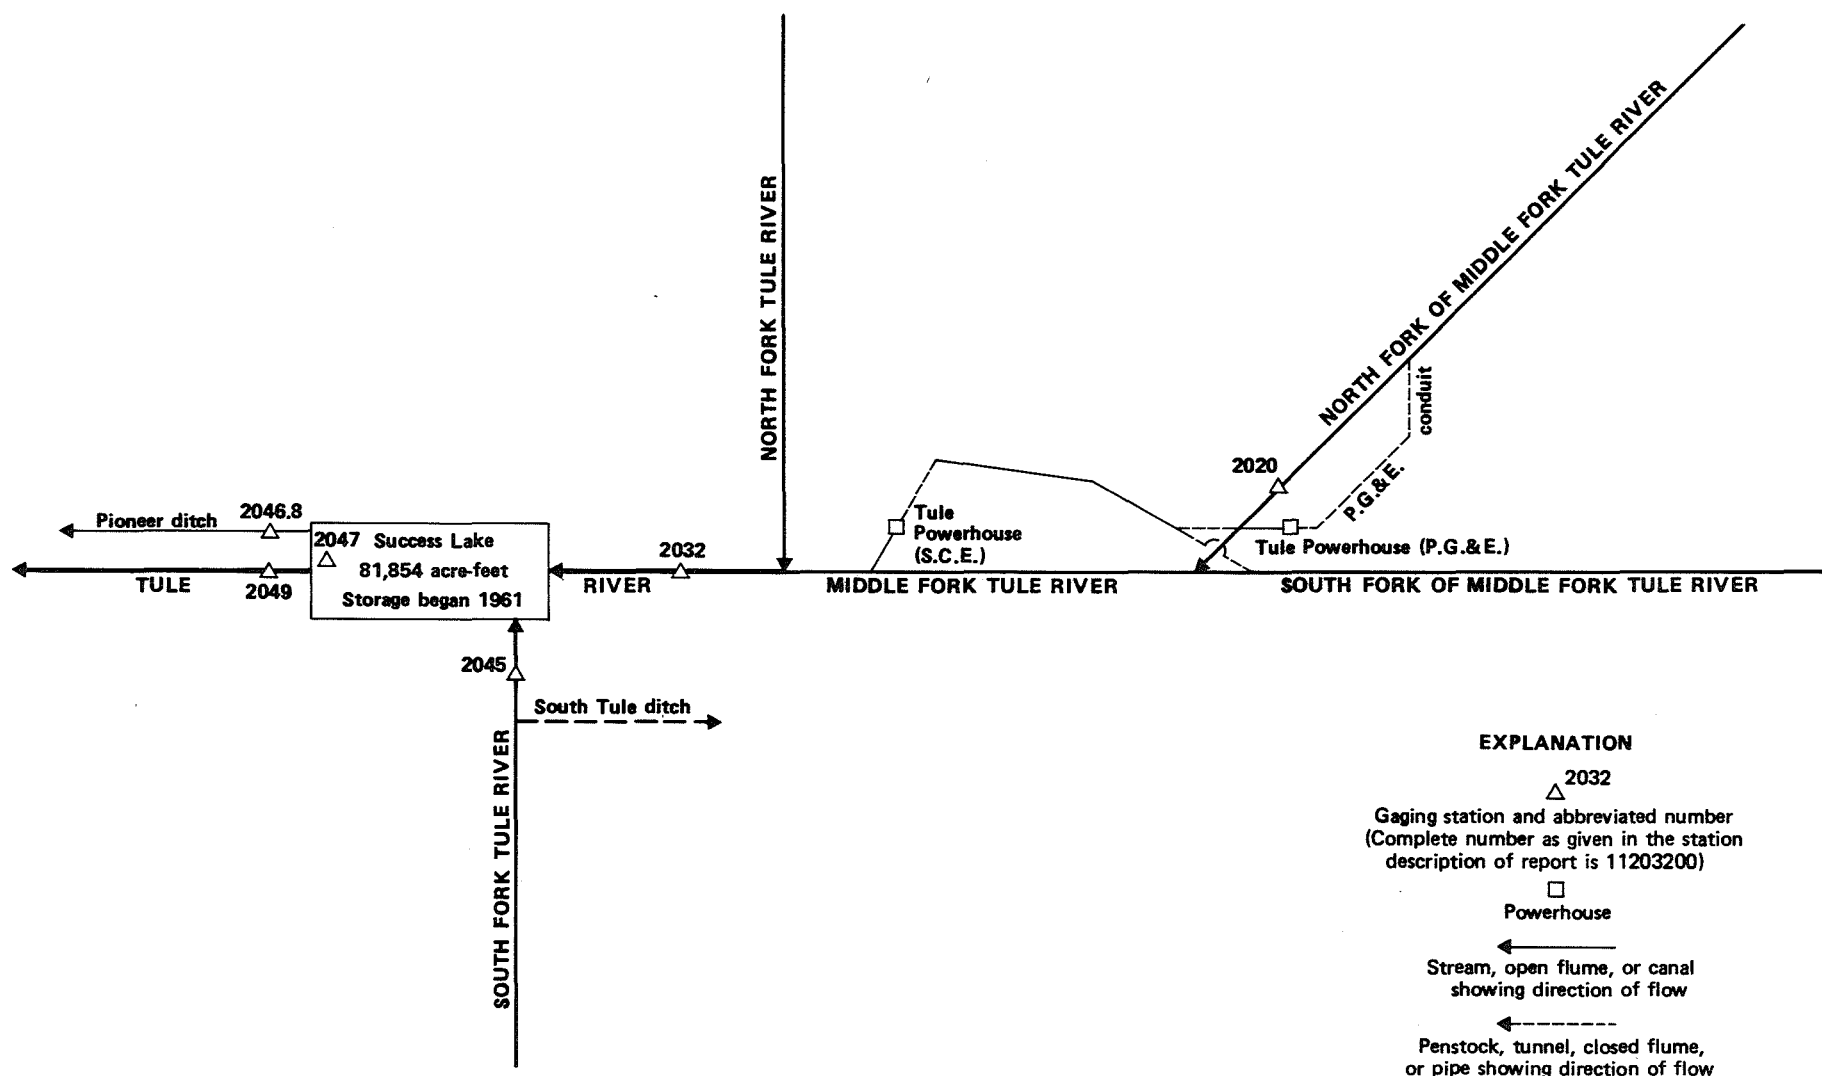 NORTH FORK TULE RIVER
NORTH FORK OF MIDDLE FORK TULE RIVER
conduit
P.G.&E.
2020
Tule
Powerhouse
(S.C.E.)
Tule Powerhouse (P.G.&E.)
Pioneer ditch
2046.8
2047
Success Lake
81,854 acre-feet
Storage began 1961
2032
TULE
2049
RIVER
MIDDLE FORK TULE RIVER
SOUTH FORK OF MIDDLE FORK TULE RIVER
2045
South Tule ditch
SOUTH FORK TULE RIVER
EXPLANATION
2032
Gaging station and abbreviated number
(Complete number as given in the station
description of report is 11203200)
Powerhouse
Stream, open flume, or canal
showing direction of flow
Penstock, tunnel, closed flume,
or pipe showing direction of flow